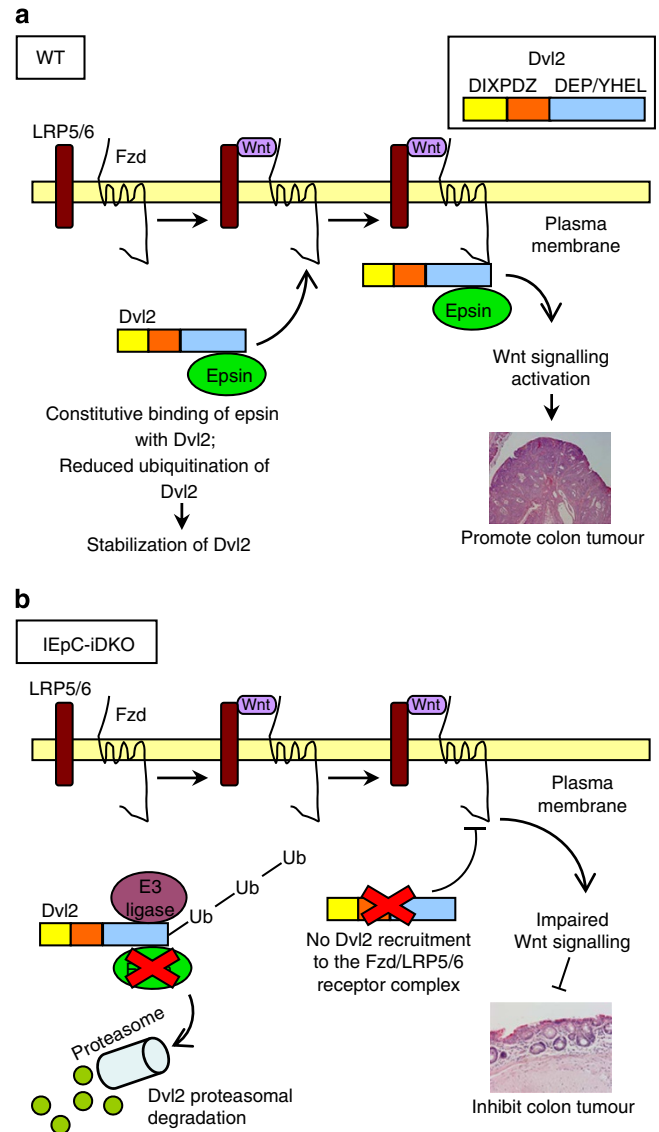 a
WT
Dvl2
DIXPDZ DEP/YHEL
LRP5/6
Fzd
Wnt
Wnt
Plasma
membrane
Dvl2
Epsin
Epsin
Constitutive binding of epsin
with Dvl2;
Reduced ubiquitination of
Dvl2
Stabilization of Dvl2
Wnt signalling
activation
Promote colon tumour
b
IEpC-iDKO
LRP5/6
Fzd
Wnt
Wnt
Plasma
membrane
E3
ligase
Dvl2
Ub
Ub
Ub
No Dvl2 recruitment
to the Fzd/LRP5/6
receptor complex
Impaired
Wnt signalling
Proteasome
Dvl2 proteasomal
degradation
Inhibit colon tumour